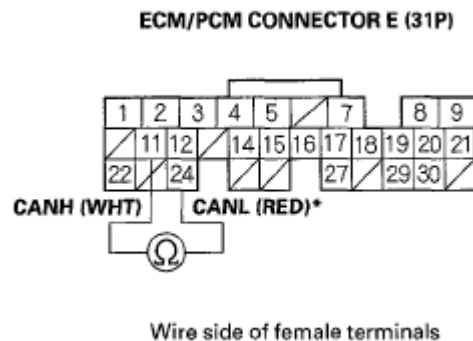 ECM/PCM CONNECTOR E (31P)
1 2 3 4 5 7 8 9
11 12 14 15 16 17 18 19 20 21
22 24 27 29 30
CANH (WHT) CANL (RED)*
Ω
Wire side of female terminals